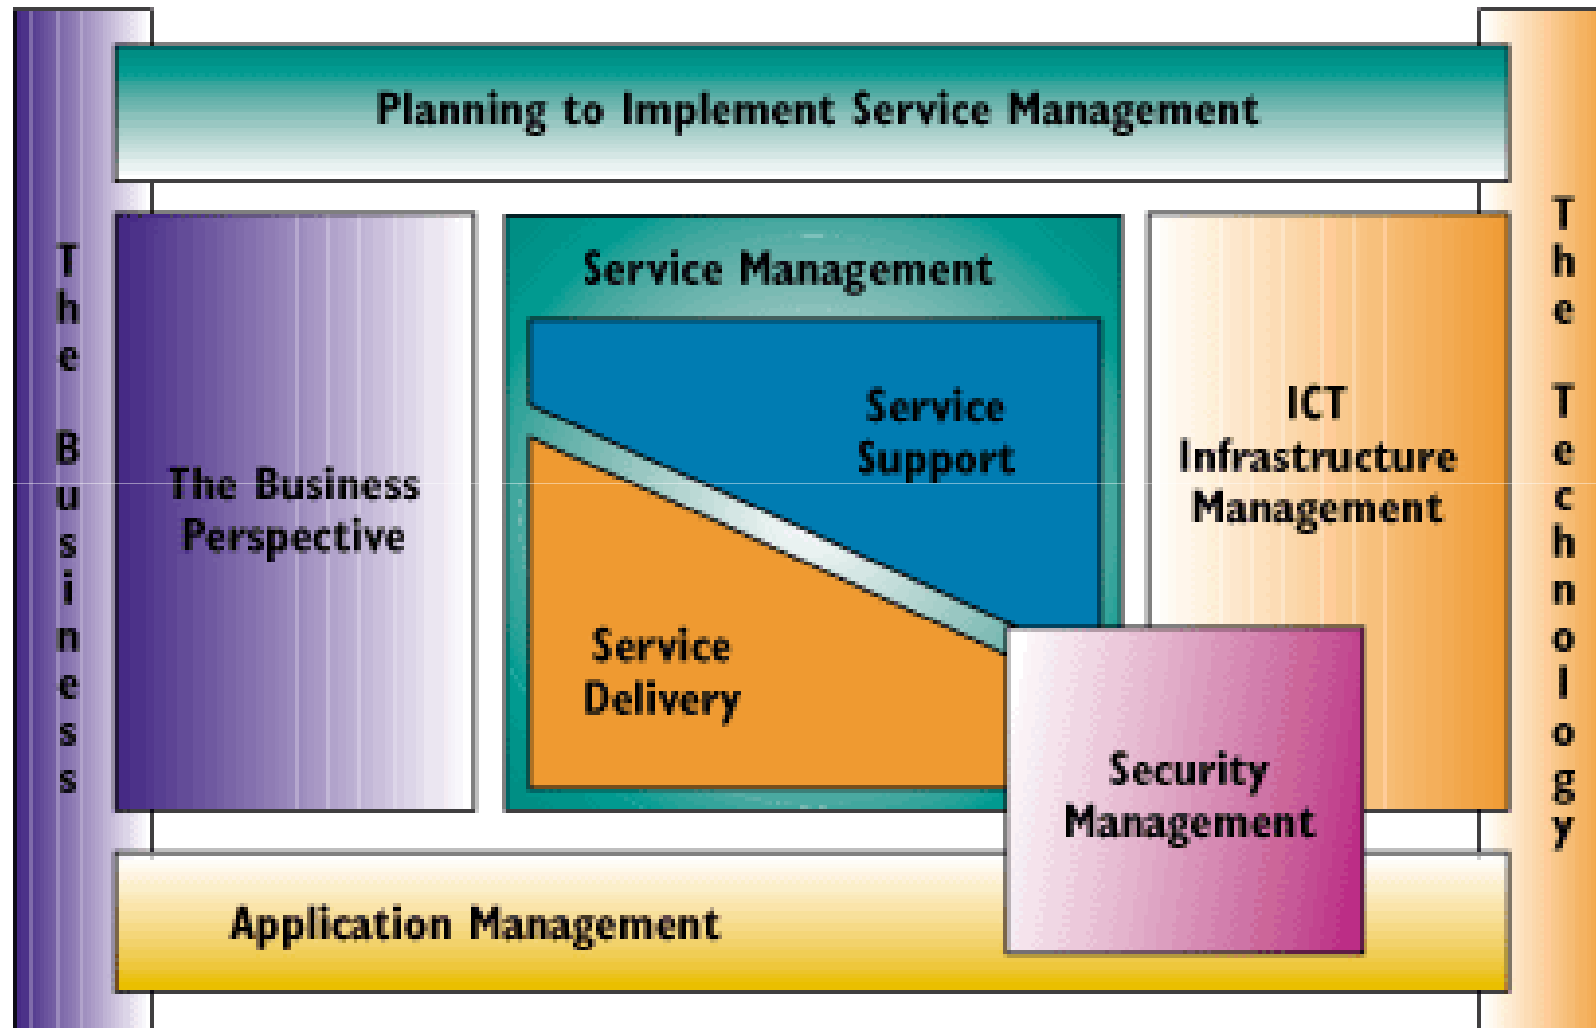 Planning to Implement Service Management
The Business
The Business
Perspective
Service Management
Service
Support
Service
Delivery
ICT
Infrastructure
Management
The Technology
Security
Management
Application Management